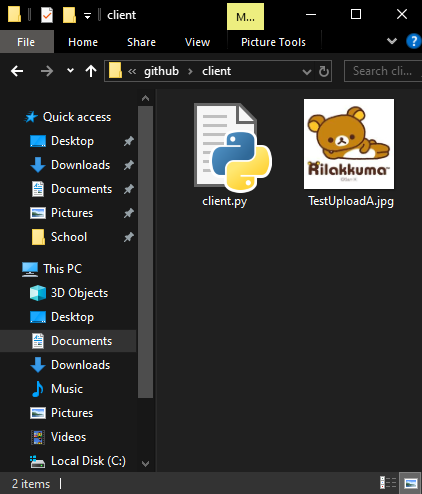 client
M...
File
Home
Share
View
Picture Tools
« github › client
Search cli...
Quick access
Desktop
Downloads
Documents
Pictures
School
This PC
3D Objects
Desktop
Documents
Downloads
Music
Pictures
Videos
Local Disk (C:)
client.py
Rilakkuma
TestUploadA.jpg
2 items